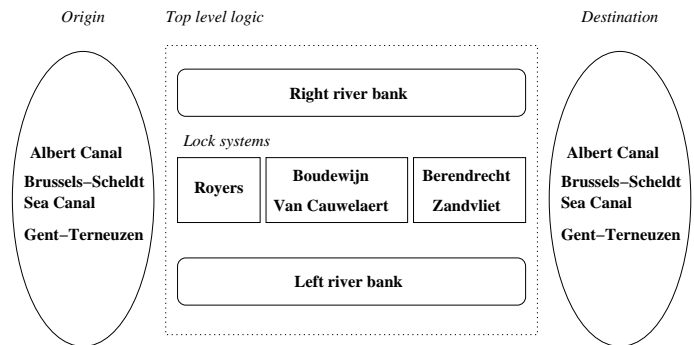 Origin
Top level logic
Destination
Right river bank
Lock systems
Albert Canal
Brussels−Scheldt
Sea Canal
Gent−Terneuzen
Royers
Boudewijn
Van Cauwelaert
Berendrecht
Zandvliet
Left river bank
Albert Canal
Brussels−Scheldt
Sea Canal
Gent−Terneuzen